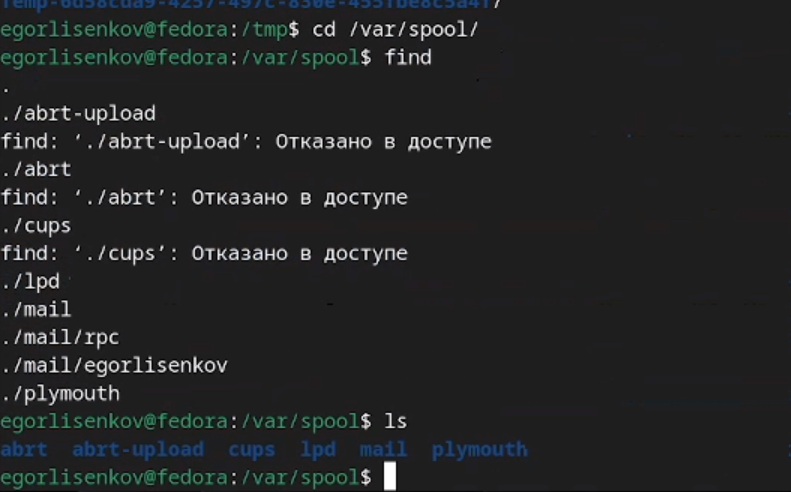 egorlisenkov@fedora:/tmp$ cd /var/spool/
egorlisenkov@fedora:/var/spool$ find
.
./abrt-upload
find: ‘./abrt-upload’: Отказано в доступе
./abrt
find: ‘./abrt’: Отказано в доступе
./cups
find: ‘./cups’: Отказано в доступе
./lpd
./mail
./mail/rpc
./mail/egorlisenkov
./plymouth
egorlisenkov@fedora:/var/spool$ ls
abrt  abrt-upload  cups  lpd  mail  plymouth
egorlisenkov@fedora:/var/spool$